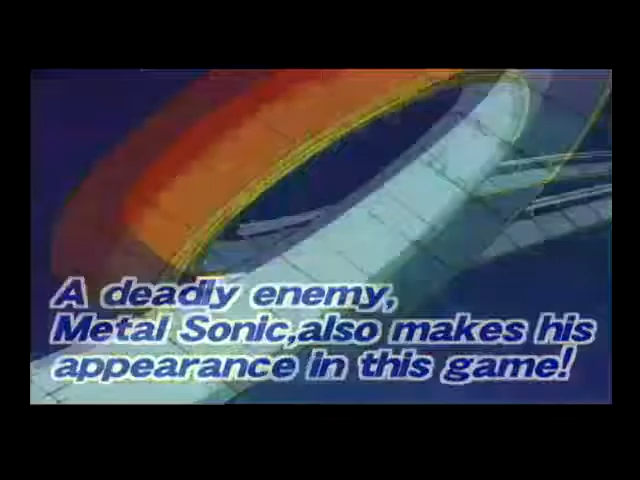 A deadly enemy,
Metal Sonic,also makes his
appearance in this game!